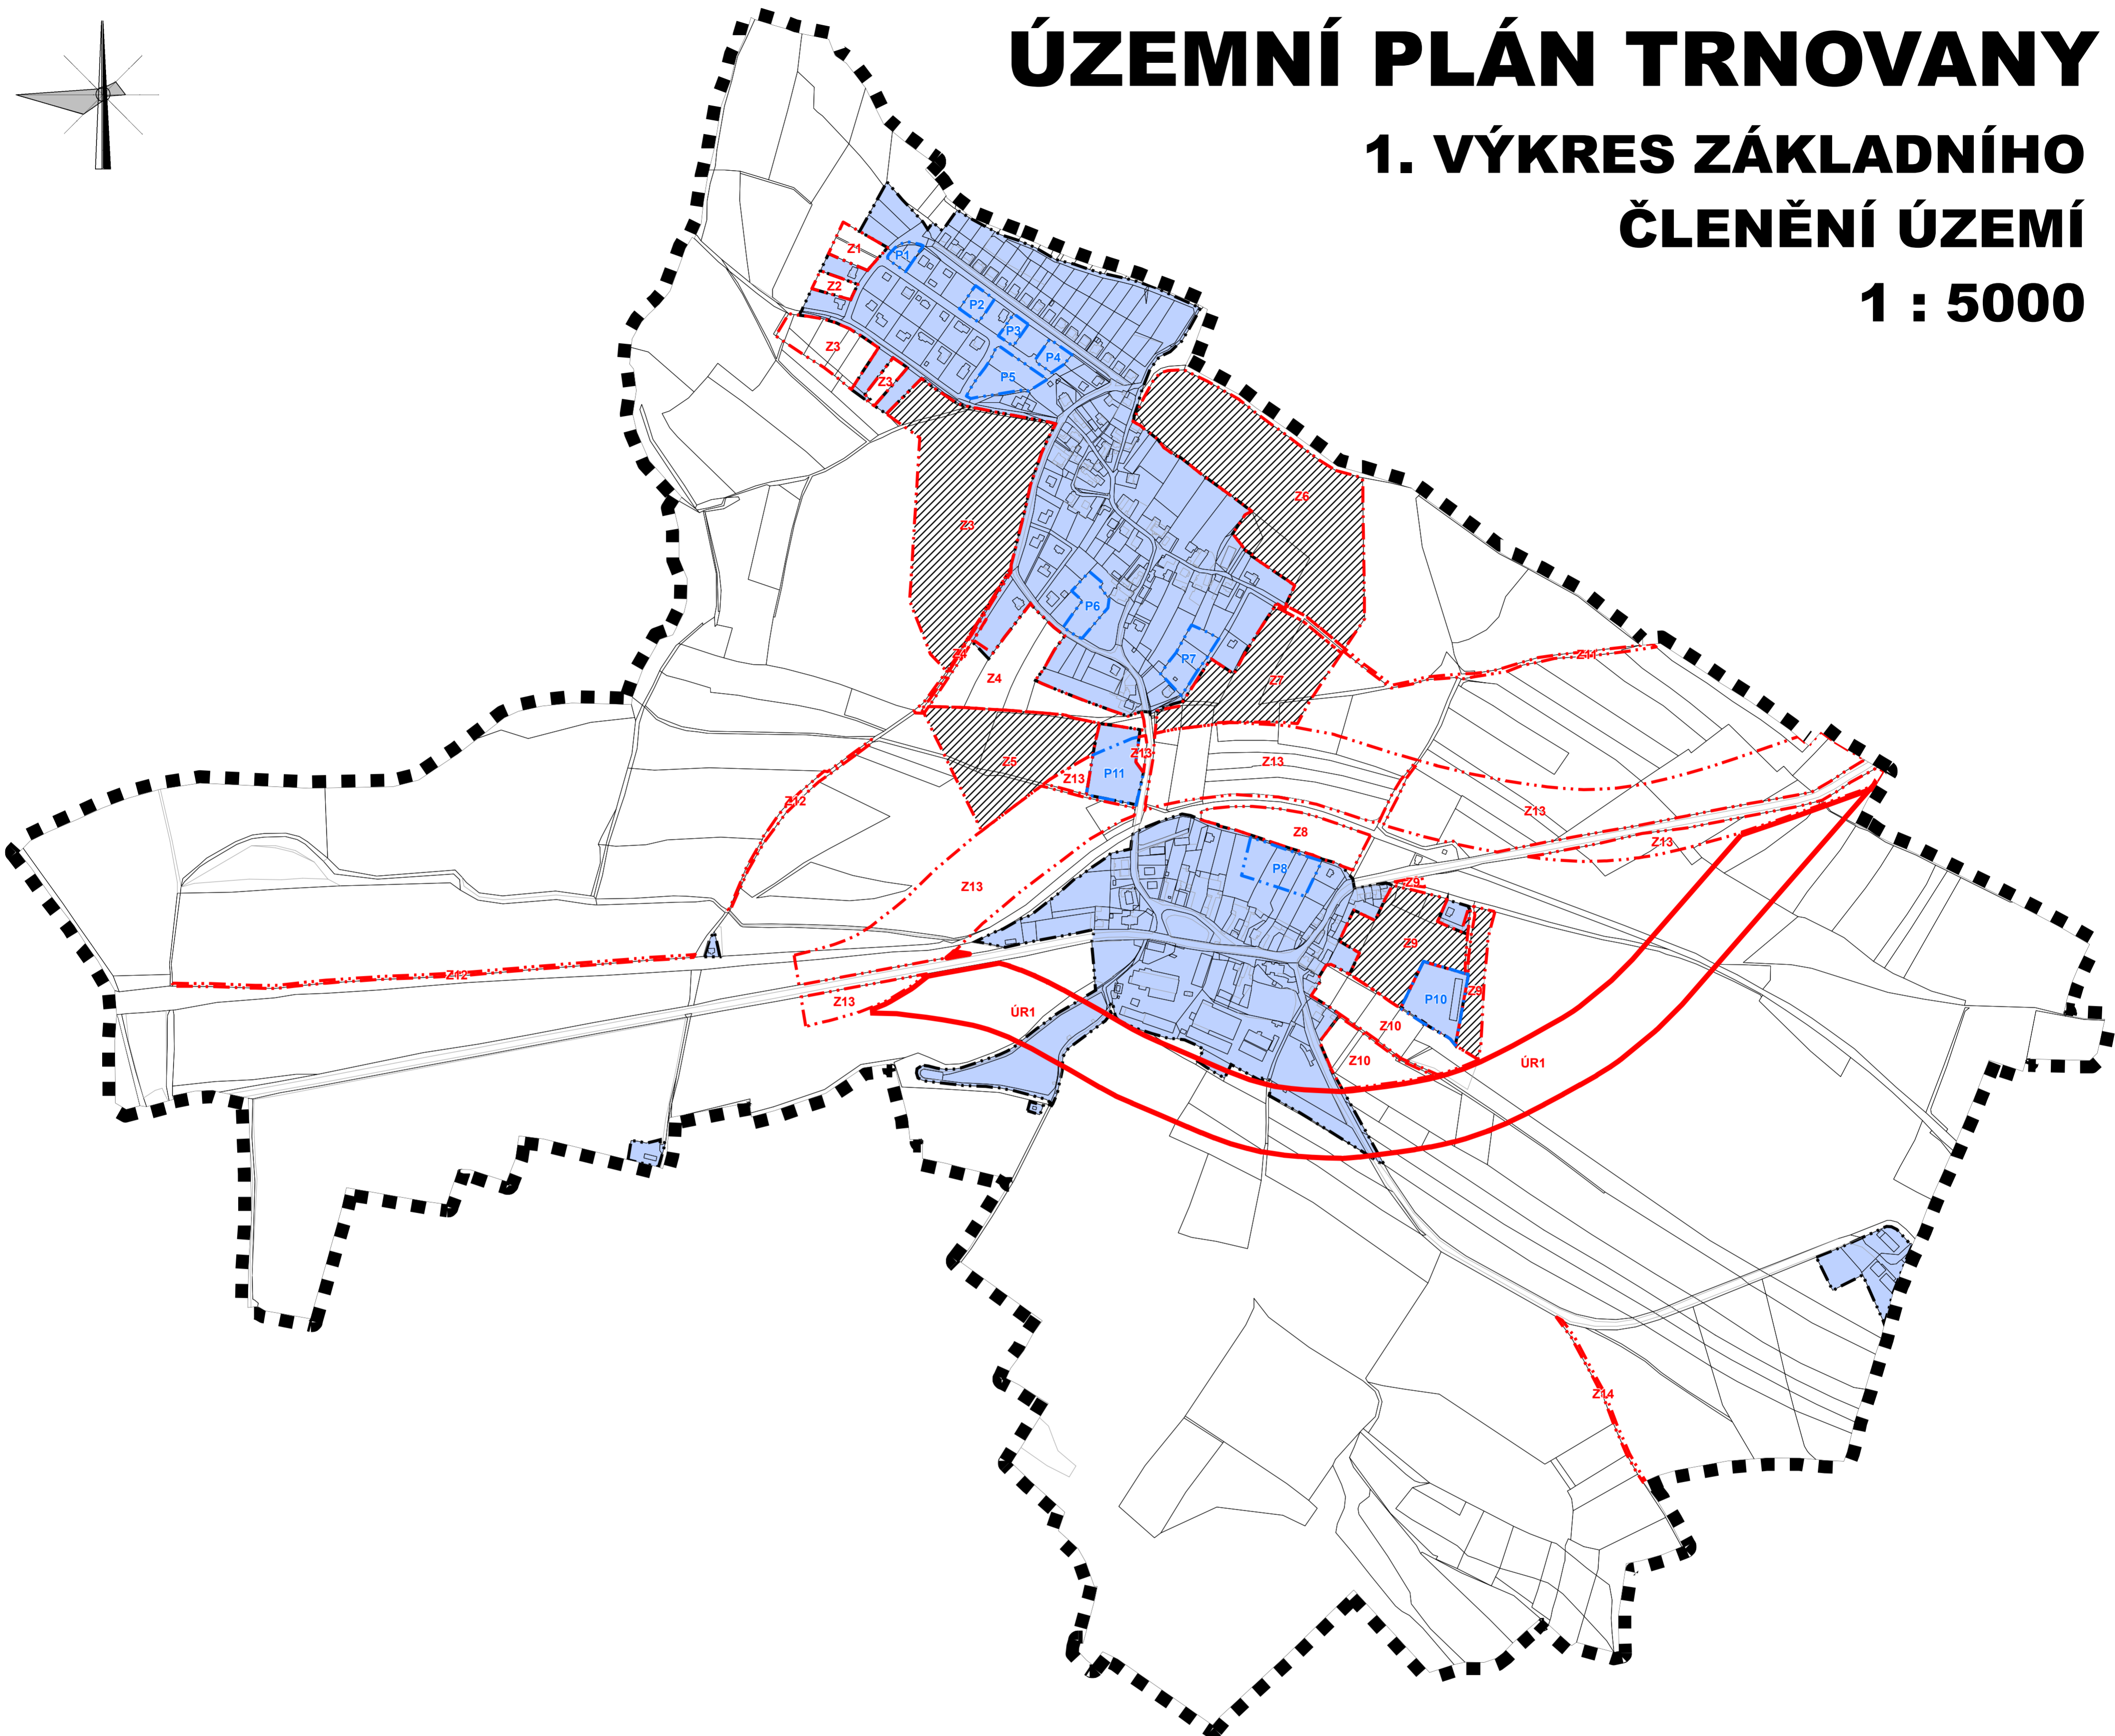 ÚZEMNÍ PLÁN TRNOVANY
1. VÝKRES ZÁKLADNÍHO
ČLENĚNÍ ÚZEMÍ
1 : 5000
Z1
P1
Z2
P2
P3
Z3
P4
P5
Z3
Z6
Z3
P6
Z4
Z11
P7
Z4
Z7
Z13
Z5
Z13
P11
Z13
Z12
Z13
Z8
Z13
P8
Z9
Z13
Z9
Z12
Z9
P10
Z13
ÚR1
Z10
Z10
ÚR1
Z14